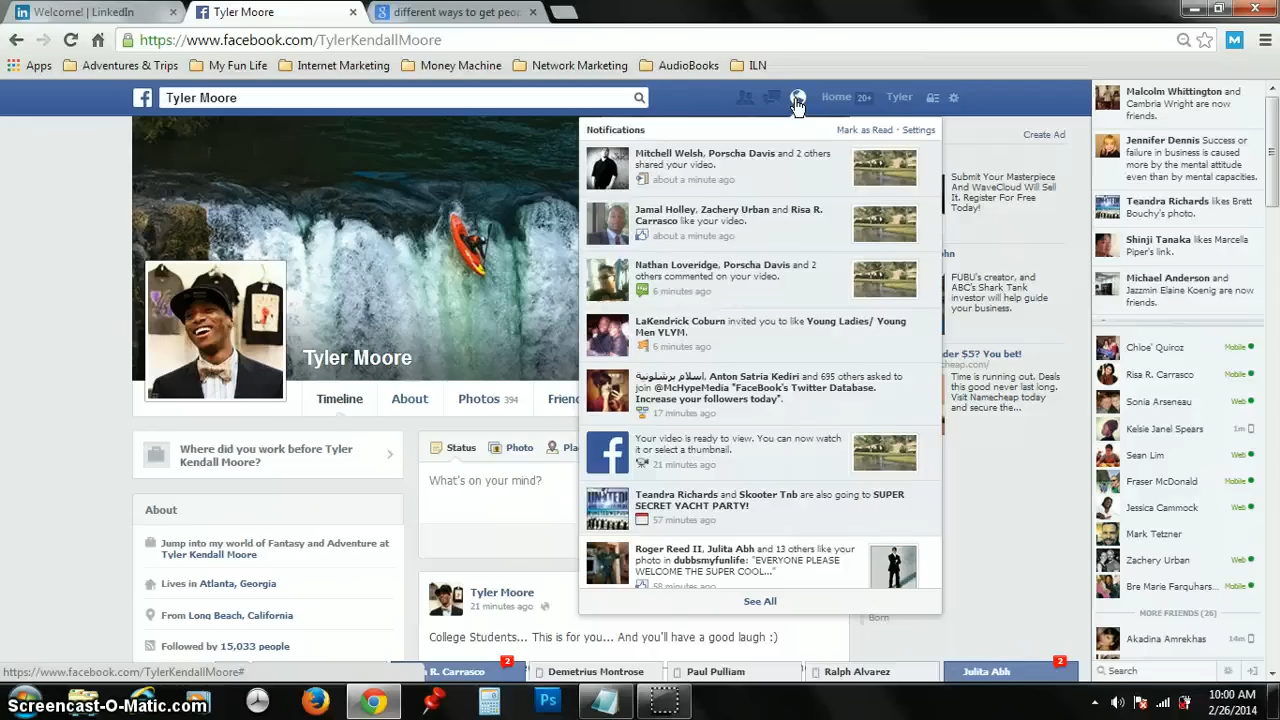 Welcome! | LinkedIn
Tyler Moore
different ways to get peop
https://www.facebook.com/TylerKendallMoore
Apps
Adventures & Trips
My Fun Life
Internet Marketing
Money Machine
Network Marketing
AudioBooks
ILN
Tyler Moore
Home 20+
Tyler
Notifications
Mark as Read · Settings
Mitchell Welsh, Porscha Davis and 2 others
shared your video.
about a minute ago
Jamal Holley, Zachery Urban and Risa R.
Carrasco like your video.
about a minute ago
Nathan Loveridge, Porscha Davis and 2
others commented on your video.
6 minutes ago
LaKendrick Coburn invited you to like Young Ladies/ Young
Men YLYM.
6 minutes ago
اسلام برشلونية, Anton Satria Kediri and 695 others asked to
join @McHypeMedia "FaceBook's Twitter Database.
Increase your followers today".
17 minutes ago
Your video is ready to view. You can now watch
it or select a thumbnail.
21 minutes ago
Teandra Richards and Skooter Tnb are also going to SUPER
SECRET YACHT PARTY!
57 minutes ago
Roger Reed II, Julita Abh and 13 others like your
photo in dubbsmyfunlife: "EVERYONE PLEASE
WELCOME THE SUPER COOL..."
58 minutes ago
See All
Tyler Moore
Timeline
About
Photos 394
Frien
Where did you work before Tyler
Kendall Moore?
About
Jump into my world of Fantasy and Adventure at
Tyler Kendall Moore
Lives in Atlanta, Georgia
From Long Beach, California
Followed by 15,033 people
Status
Photo
Pla
What's on your mind?
Tyler Moore
21 minutes ago
College Students... This is for you... And you'll have a good laugh :)
Born
Create Ad
Submit Your Masterpiece
And WaveCloud Will Sell
It. Register For Free
Today!
ohn
FUBU's creator, and
ABC's Shark Tank
investor will help guide
your business.
der $5? You bet!
heap.com/
Time is running out. Deals
this good never last long.
Visit Namecheap today
and secure the...
Malcolm Whittington and
Cambria Wright are now
friends.
Jennifer Dennis Success or
failure in business is caused
more by the mental attitude
even than by mental capacities.
Teandra Richards likes Brett
Bouchy's photo.
Shinji Tanaka likes Marcella
Piper's link.
Michael Anderson and
Jazzmin Elaine Koenig are now
friends.
Chloe' Quiroz Mobile
Risa R. Carrasco Mobile
Sonia Arseneau Web
Kelsie Janel Spears 1m
Sean Lim Web
Fraser McDonald Web
Jessica Cammock Web
Mark Tetzner
Zachery Urban Web
Bre Marie Farquhars... Mobile
MORE FRIENDS (26)
Akadina Amrekhas 14m
Search
https://www.facebook.com/TylerKendallMoore#
R. Carrasco 2
Demetrius Montrose
Paul Pulliam
Ralph Alvarez
Julita Abh 2
Ps
Screencast-O-Matic.com
10:00 AM
2/26/2014